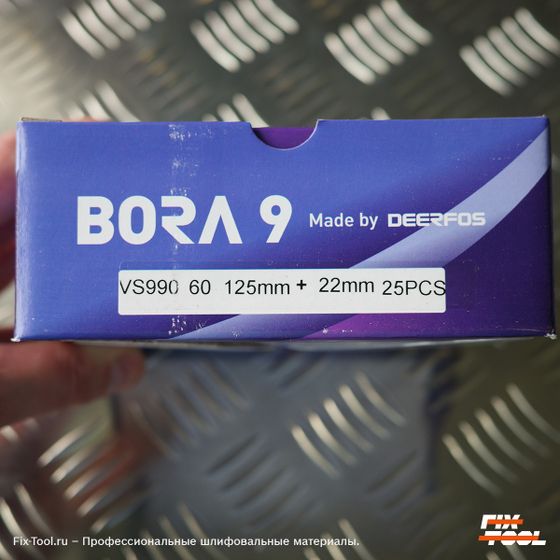 BORA 9 Made by DEERFOS
VS990 60 125mm + 22mm 25PCS
Fix-Tool.ru – Профессиональные шлифовальные материалы.
FIX
TOOL